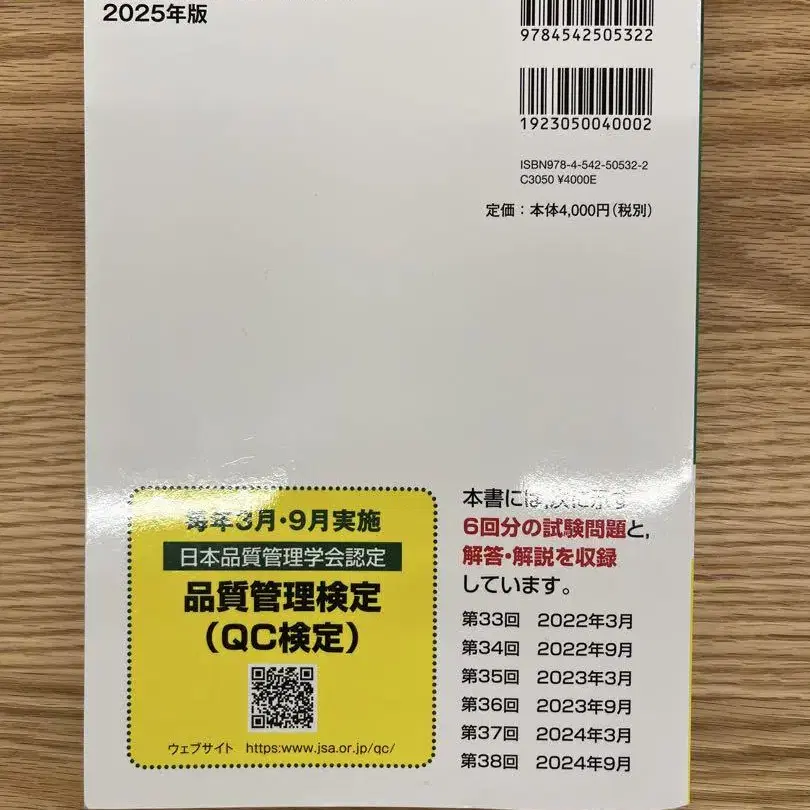 2025年版
9784542505322
1923050040002
ISBN978-4-542-50532-2
C3050 ¥4000E
定価：本体4,000円(税別)
毎年3月・9月実施
日本品質管理学会認定
品質管理検定
(QC検定)
ウェブサイト https:www.jsa.or.jp/qc/
本書には,次に示す
6回分の試験問題と,
解答・解説を収録
しています。
第33回 2022年3月
第34回 2022年9月
第35回 2023年3月
第36回 2023年9月
第37回 2024年3月
第38回 2024年9月